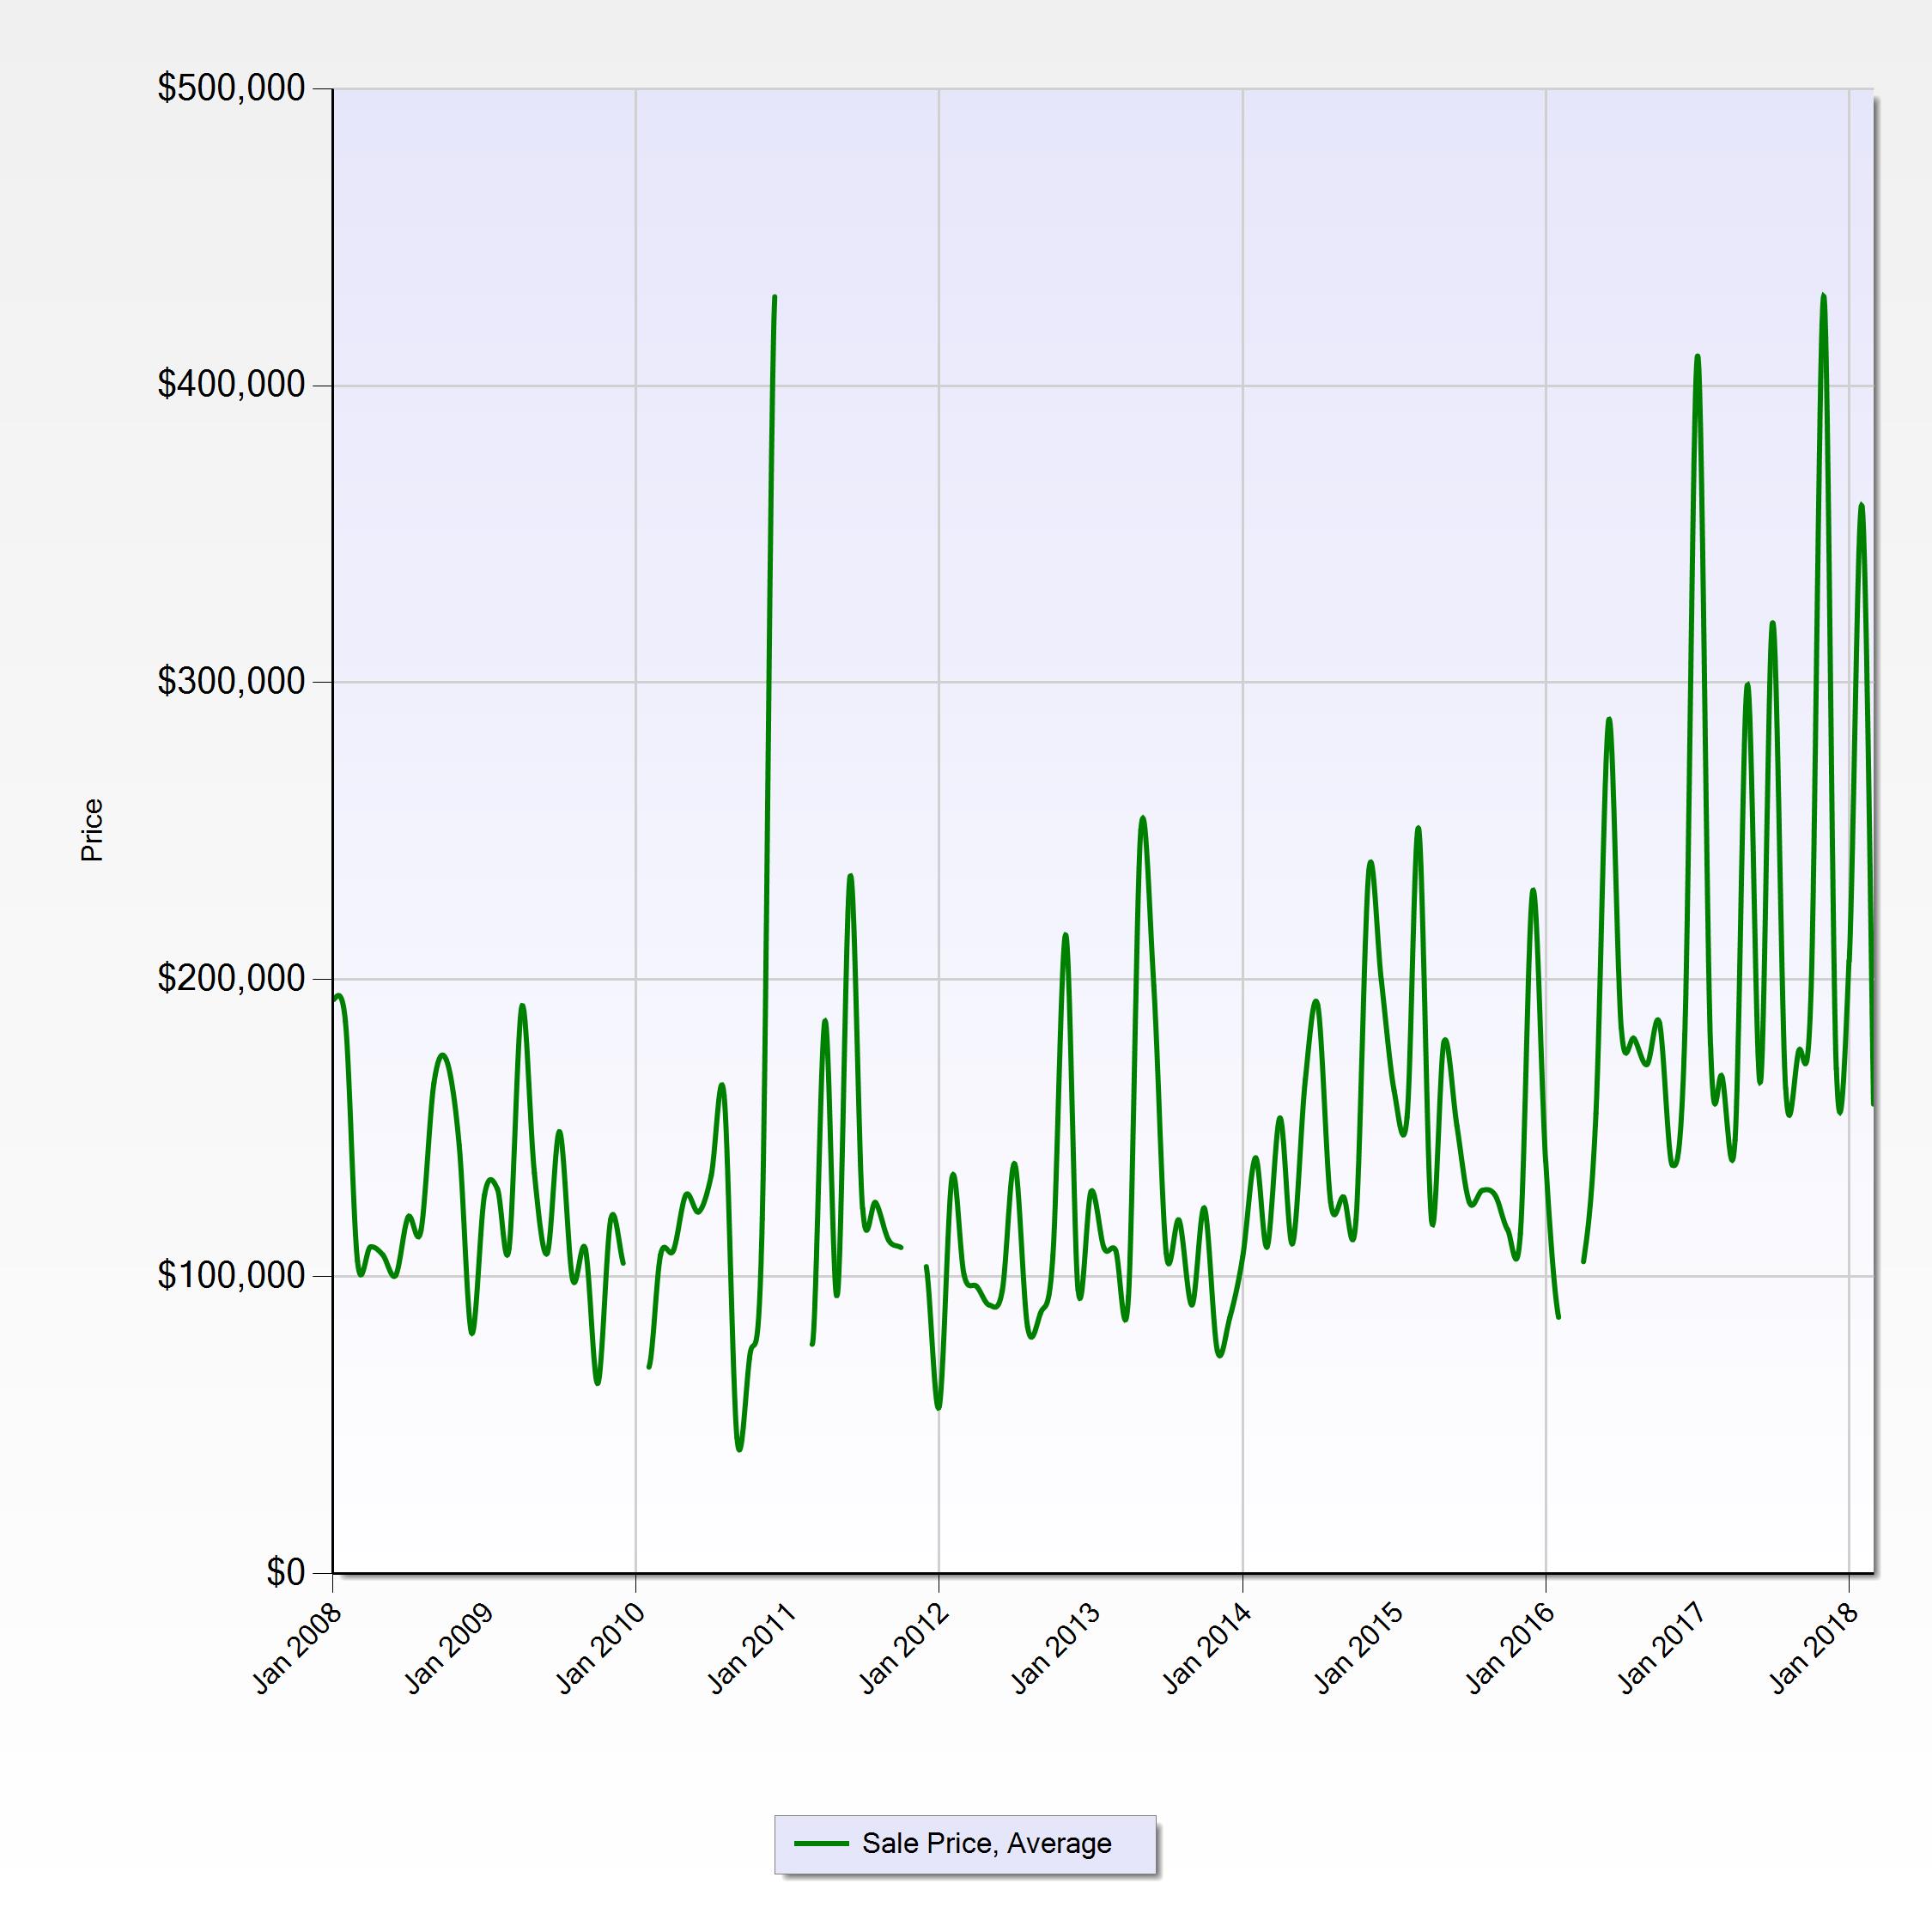 $500,000
$400,000
$300,000
$200,000
$100,000
$0
Price
Jan 2008
Jan 2009
Jan 2010
Jan 2011
Jan 2012
Jan 2013
Jan 2014
Jan 2015
Jan 2016
Jan 2017
Jan 2018
Sale Price, Average